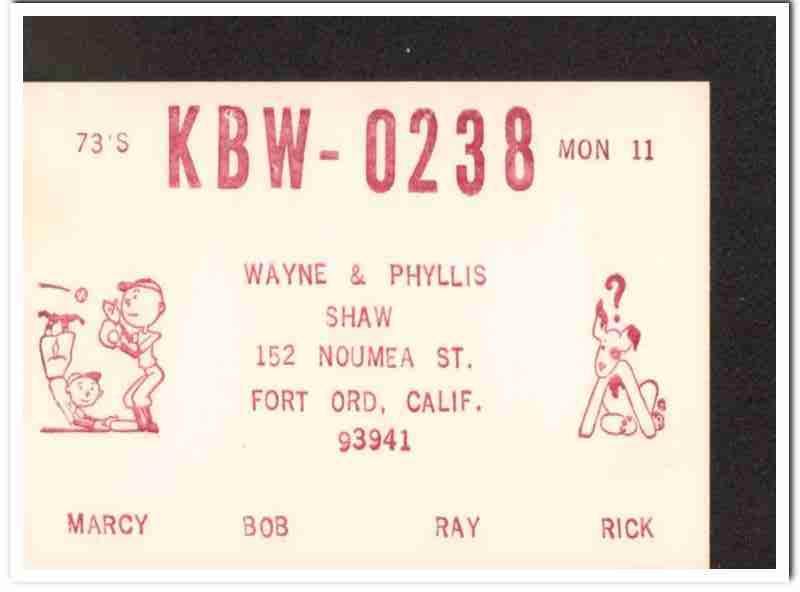 73'S KBW-0238 MON 11
?
WAYNE & PHYLLIS
SHAW
152 NOUMEA ST.
FORT ORD, CALIF.
93941
MARCY BOB RAY RICK